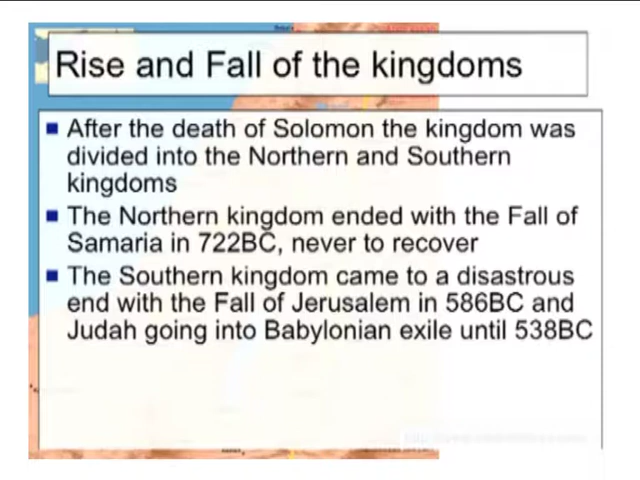 Rise and Fall of the kingdoms
After the death of Solomon the kingdom was
divided into the Northern and Southern
kingdoms
The Northern kingdom ended with the Fall of
Samaria in 722BC, never to recover
The Southern kingdom came to a disastrous
end with the Fall of Jerusalem in 586BC and
Judah going into Babylonian exile until 538BC